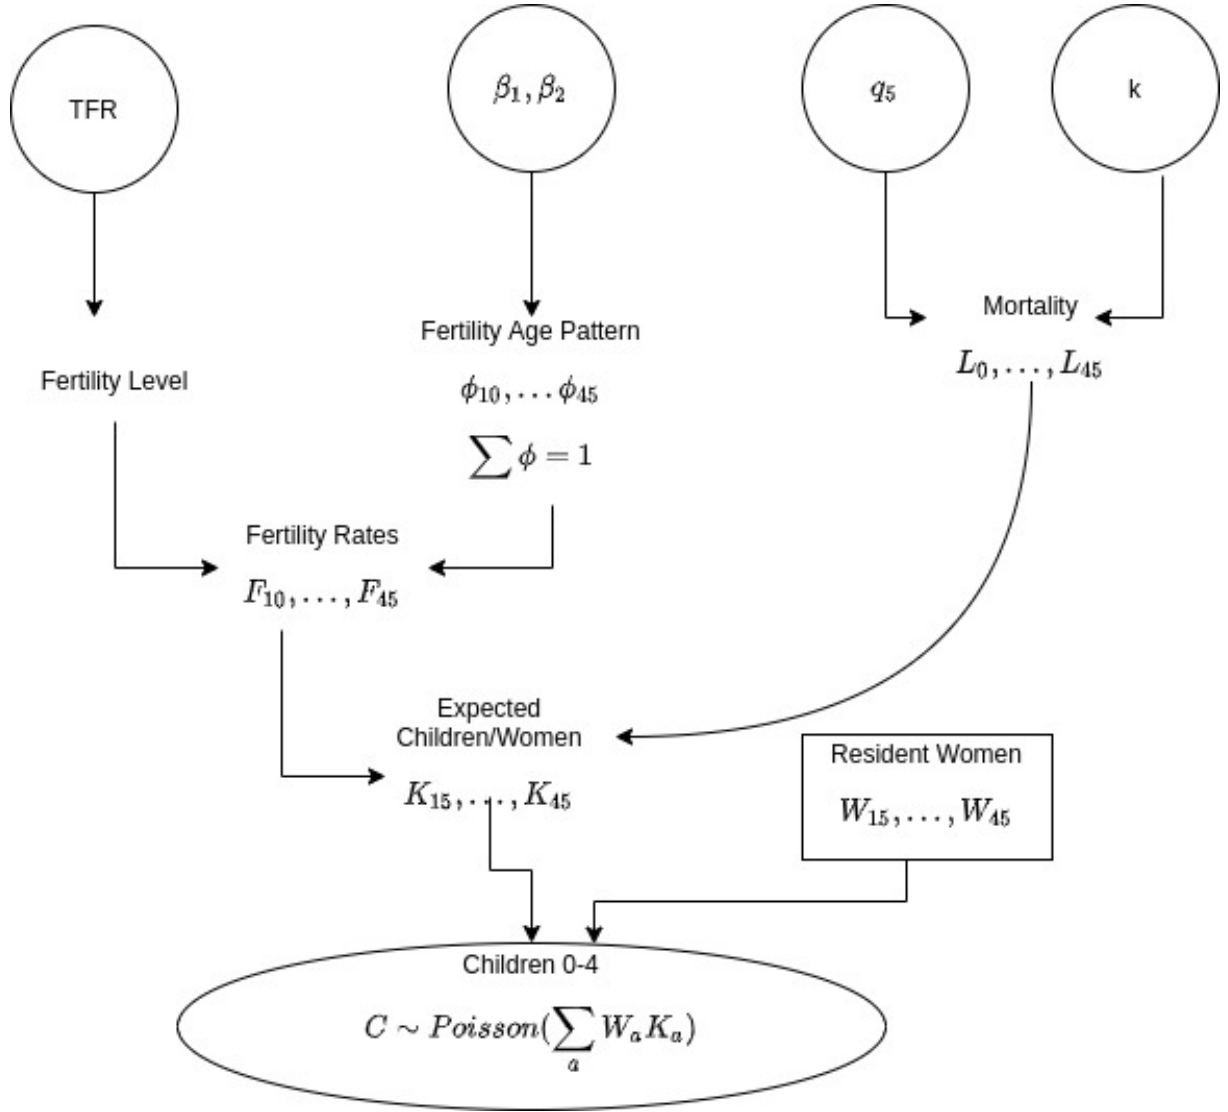 TFR
β₁, β₂
q₅
k
Fertility Level
Fertility Age Pattern
ϕ₁₀, … ϕ₄₅
∑ ϕ = 1
Mortality
L₀, … , L₄₅
Fertility Rates
F₁₀, … , F₄₅
Expected
Children/Women
K₁₅, … , K₄₅
Resident Women
W₁₅, … , W₄₅
Children 0-4
C ∼ Poisson(∑ₐ WₐKₐ)